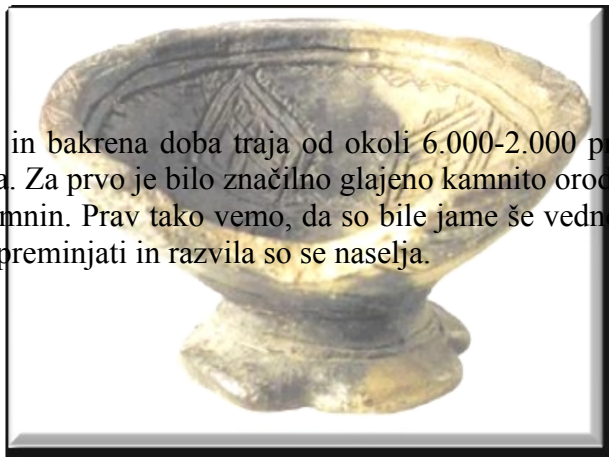 in bakrena doba traja od okoli 6.000-2.000 p
a. Za prvo je bilo značilno glajeno kamnito orod
mnin. Prav tako vemo, da so bile jame še vedn
preminjati in razvila so se naselja.